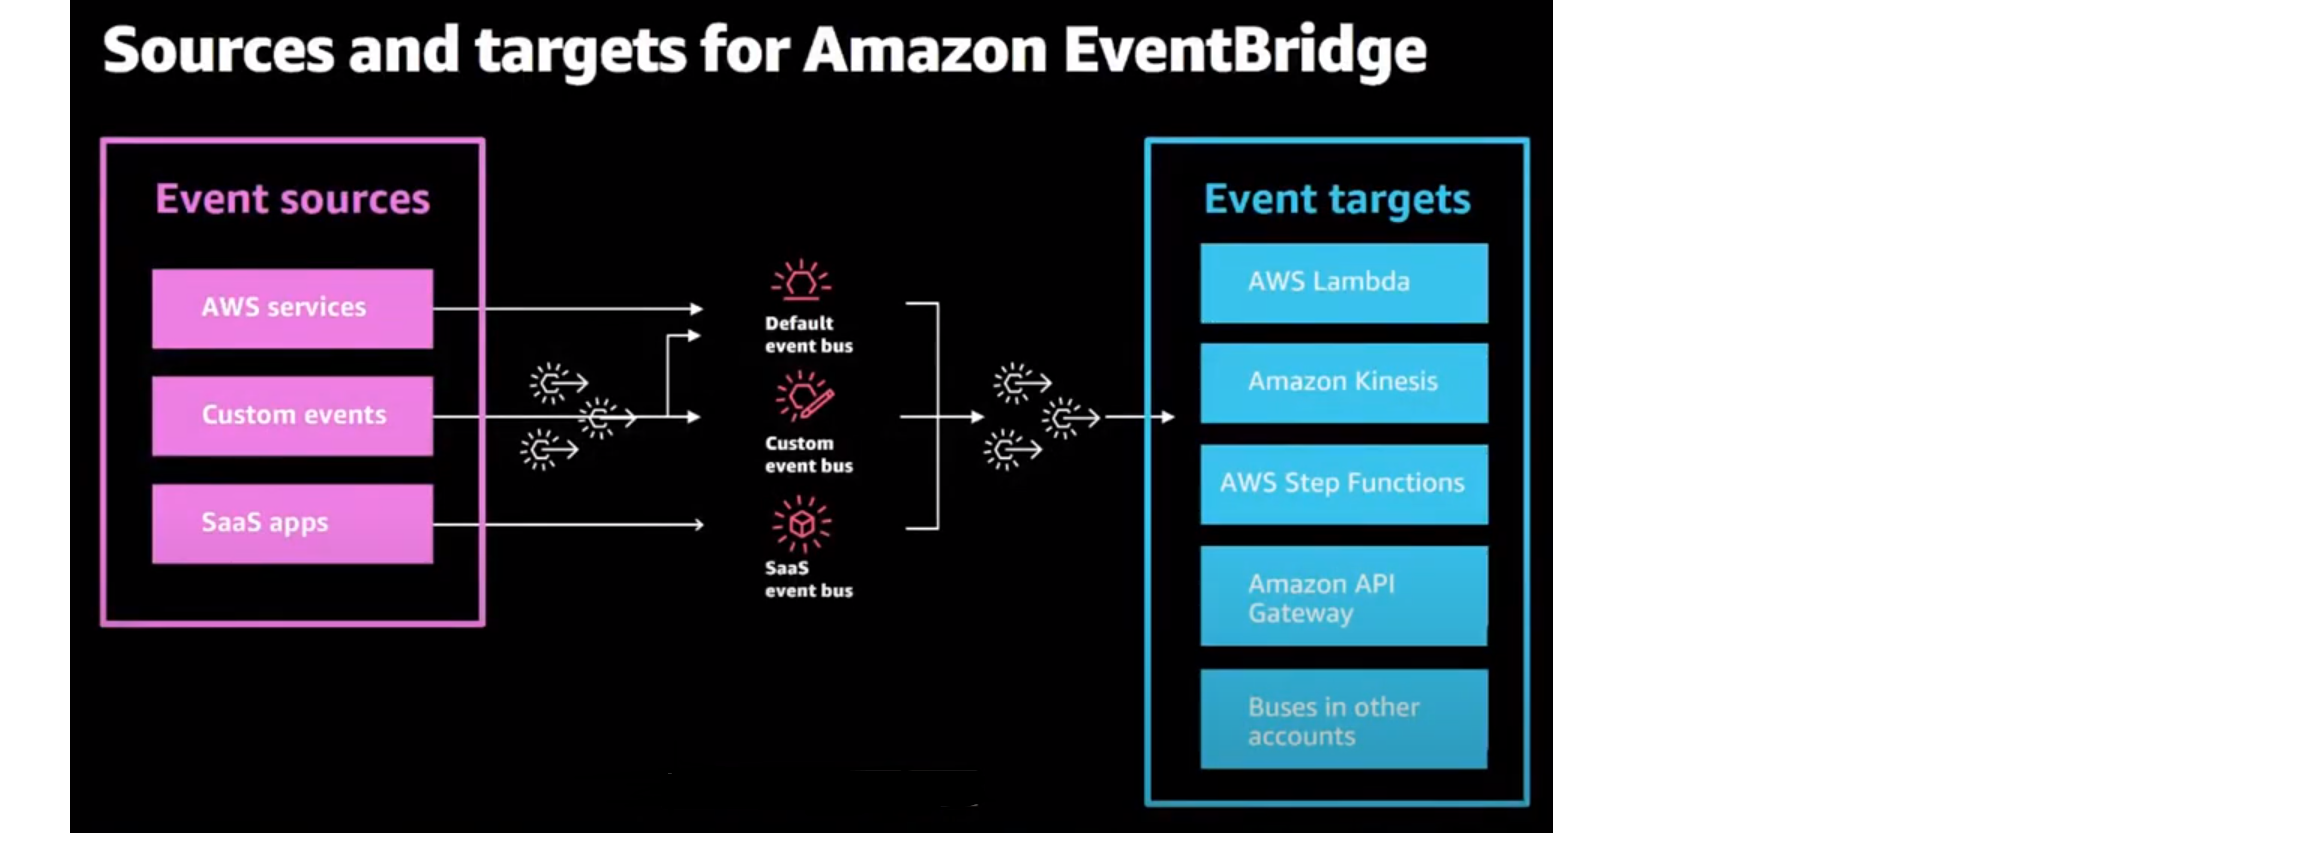 Sources and targets for Amazon EventBridge
Event sources
AWS services
Custom events
SaaS apps
Default
event bus
Custom
event bus
SaaS
event bus
Event targets
AWS Lambda
Amazon Kinesis
AWS Step Functions
Amazon API
Gateway
Buses in other
accounts